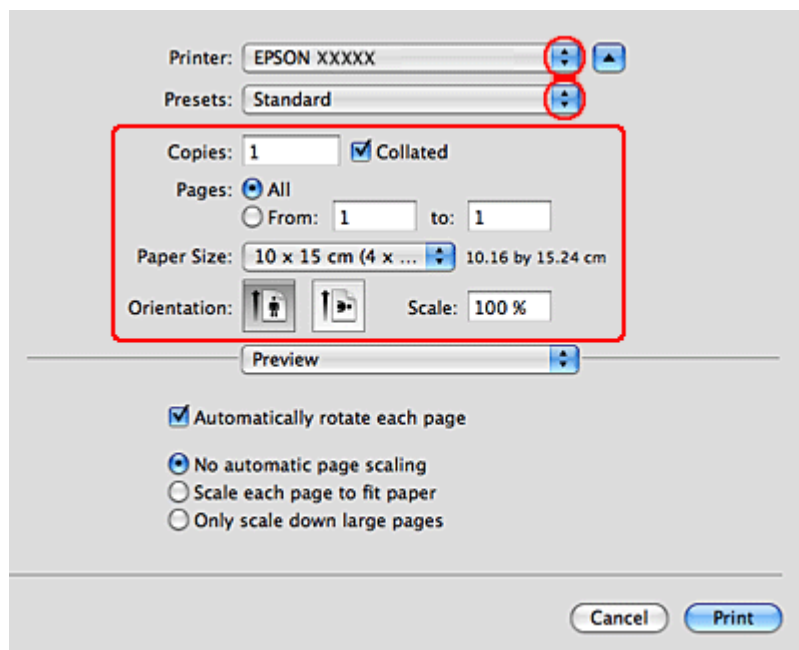 Printer: EPSON XXXXX
Presets: Standard
Copies: 1 Collated
Pages: All
From: 1 to: 1
Paper Size: 10 x 15 cm (4 x ... 10.16 by 15.24 cm
Orientation: Scale: 100 %
Preview
Automatically rotate each page
No automatic page scaling
Scale each page to fit paper
Only scale down large pages
Cancel Print